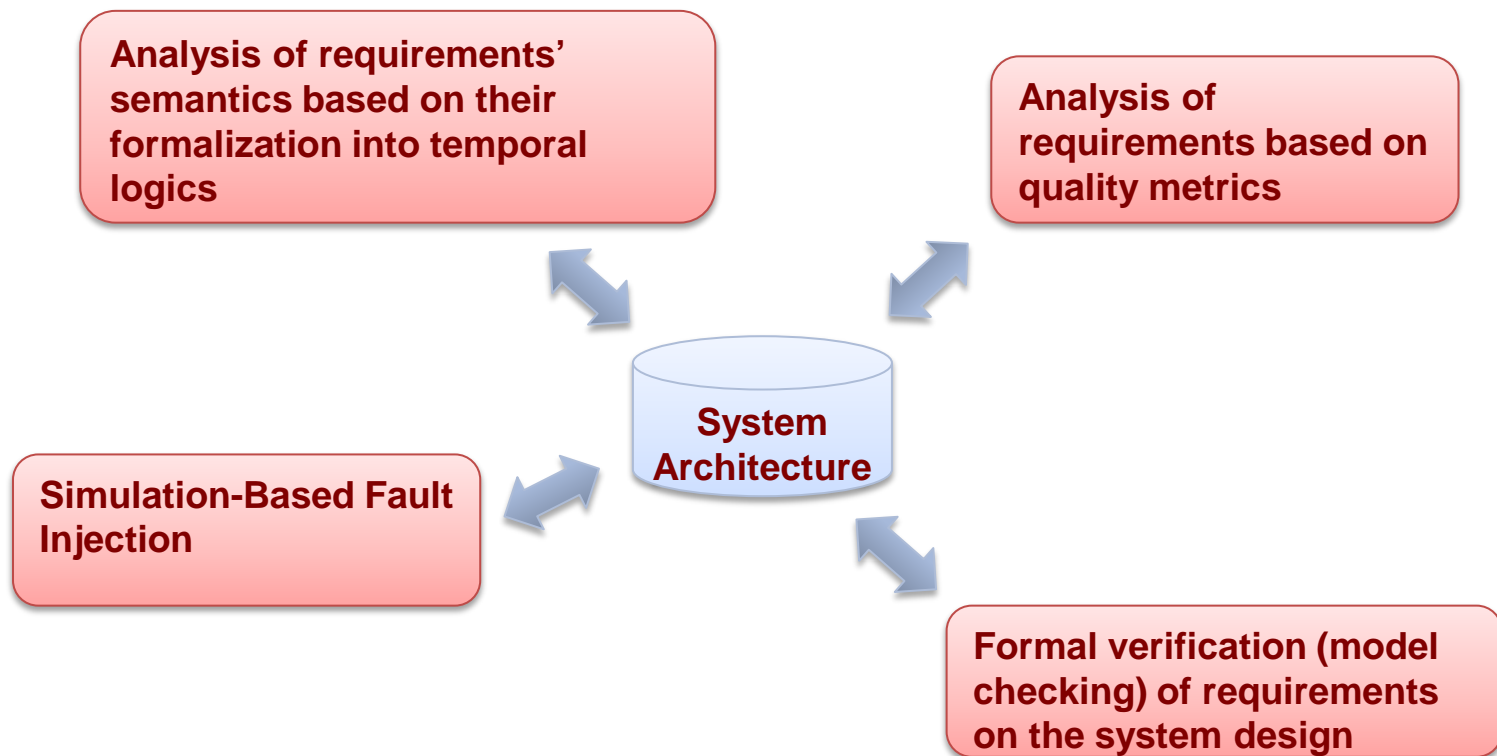 Analysis of requirements’
semantics based on their
formalization into temporal
logics
Analysis of
requirements based on
quality metrics
System
Architecture
Simulation-Based Fault
Injection
Formal verification (model
checking) of requirements
on the system design